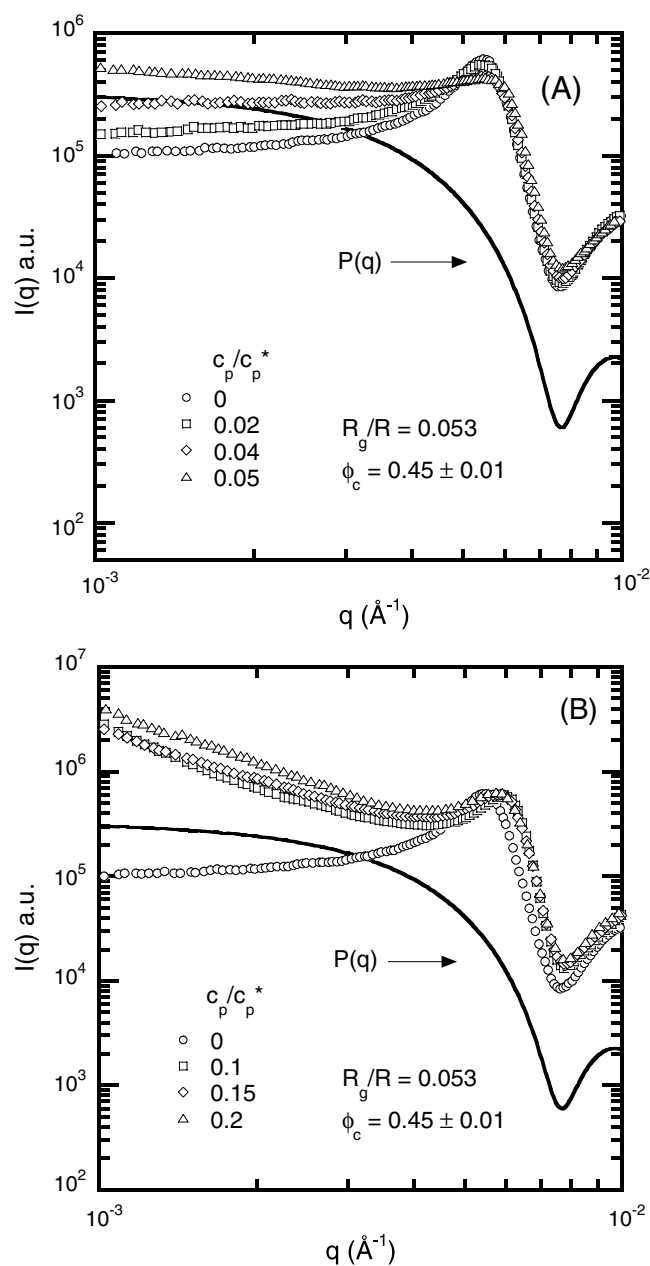 10^6
(A)
10^5
P(q)
10^4
I(q) a.u.
c_p/c_p*
0
10^3
0.02
R_g/R = 0.053
0.04
ϕ_c = 0.45 ± 0.01
0.05
10^2
10^-3
10^-2
q (Å^-1)
10^7
(B)
10^6
10^5
P(q)
I(q) a.u.
10^4
c_p/c_p*
0
0.1
R_g/R = 0.053
10^3
0.15
ϕ_c = 0.45 ± 0.01
0.2
10^2
10^-3
10^-2
q (Å^-1)